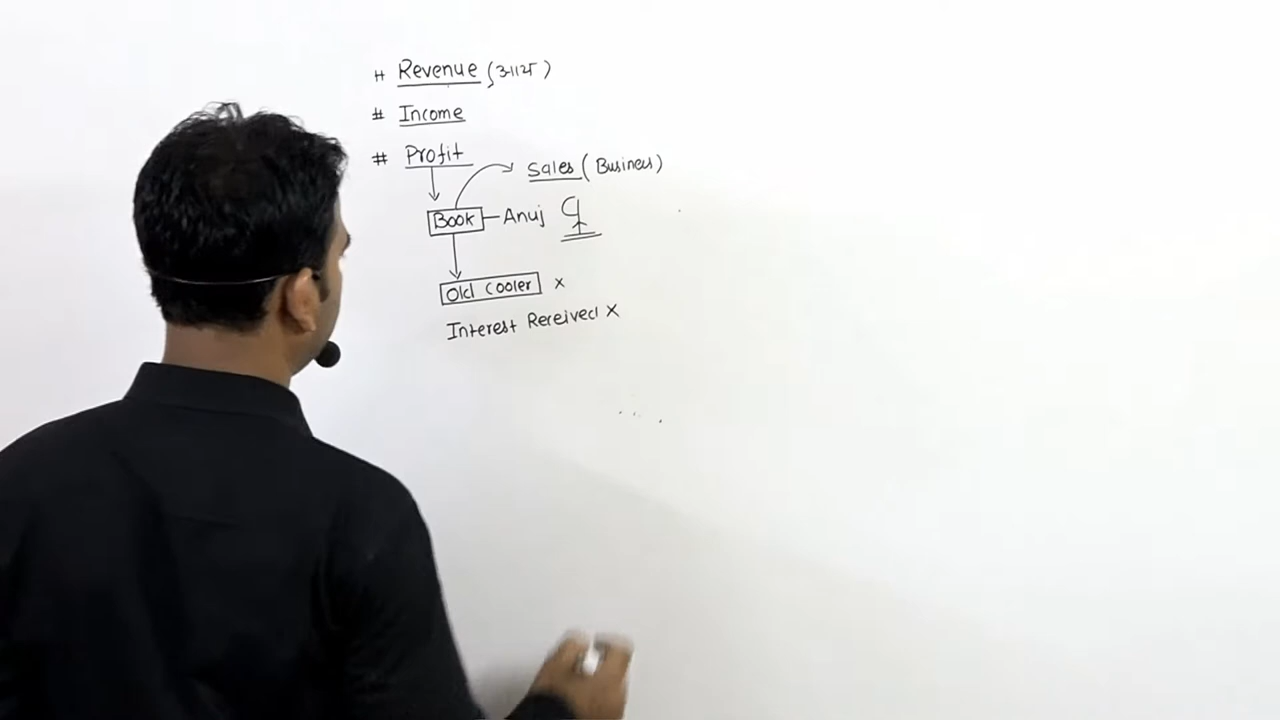 # Revenue (आय)
# Income
# Profit
Sales (Business)
Book - Anuj
Old Cooler ×
Interest Received ×